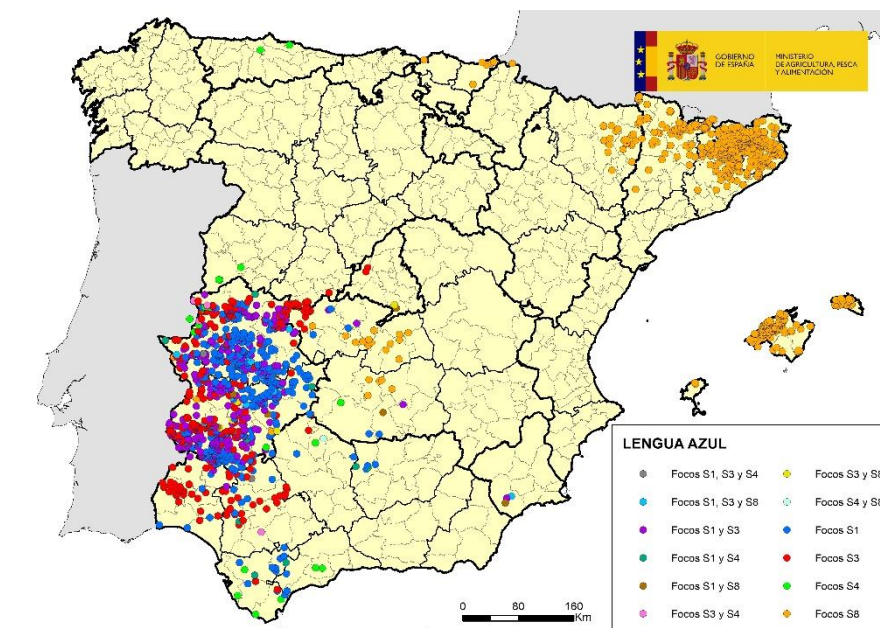 GOBIERNO
DE ESPAÑA
MINISTERIO
DE AGRICULTURA, PESCA
Y ALIMENTACIÓN
LENGUA AZUL
Focos S1, S3 y S4
Focos S3 y S8
Focos S1, S3 y S8
Focos S4 y S8
Focos S1 y S3
Focos S1
Focos S1 y S4
Focos S3
Focos S1 y S8
Focos S4
Focos S3 y S4
Focos S8
0 80 160
Km